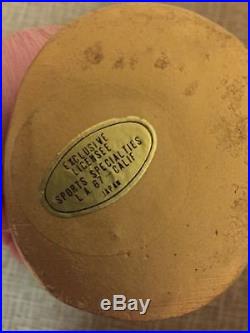 EXCLUSIVE
LICENSEE
SPORTS SPECIALTIES
L.A. 67 CALIF
JAPAN